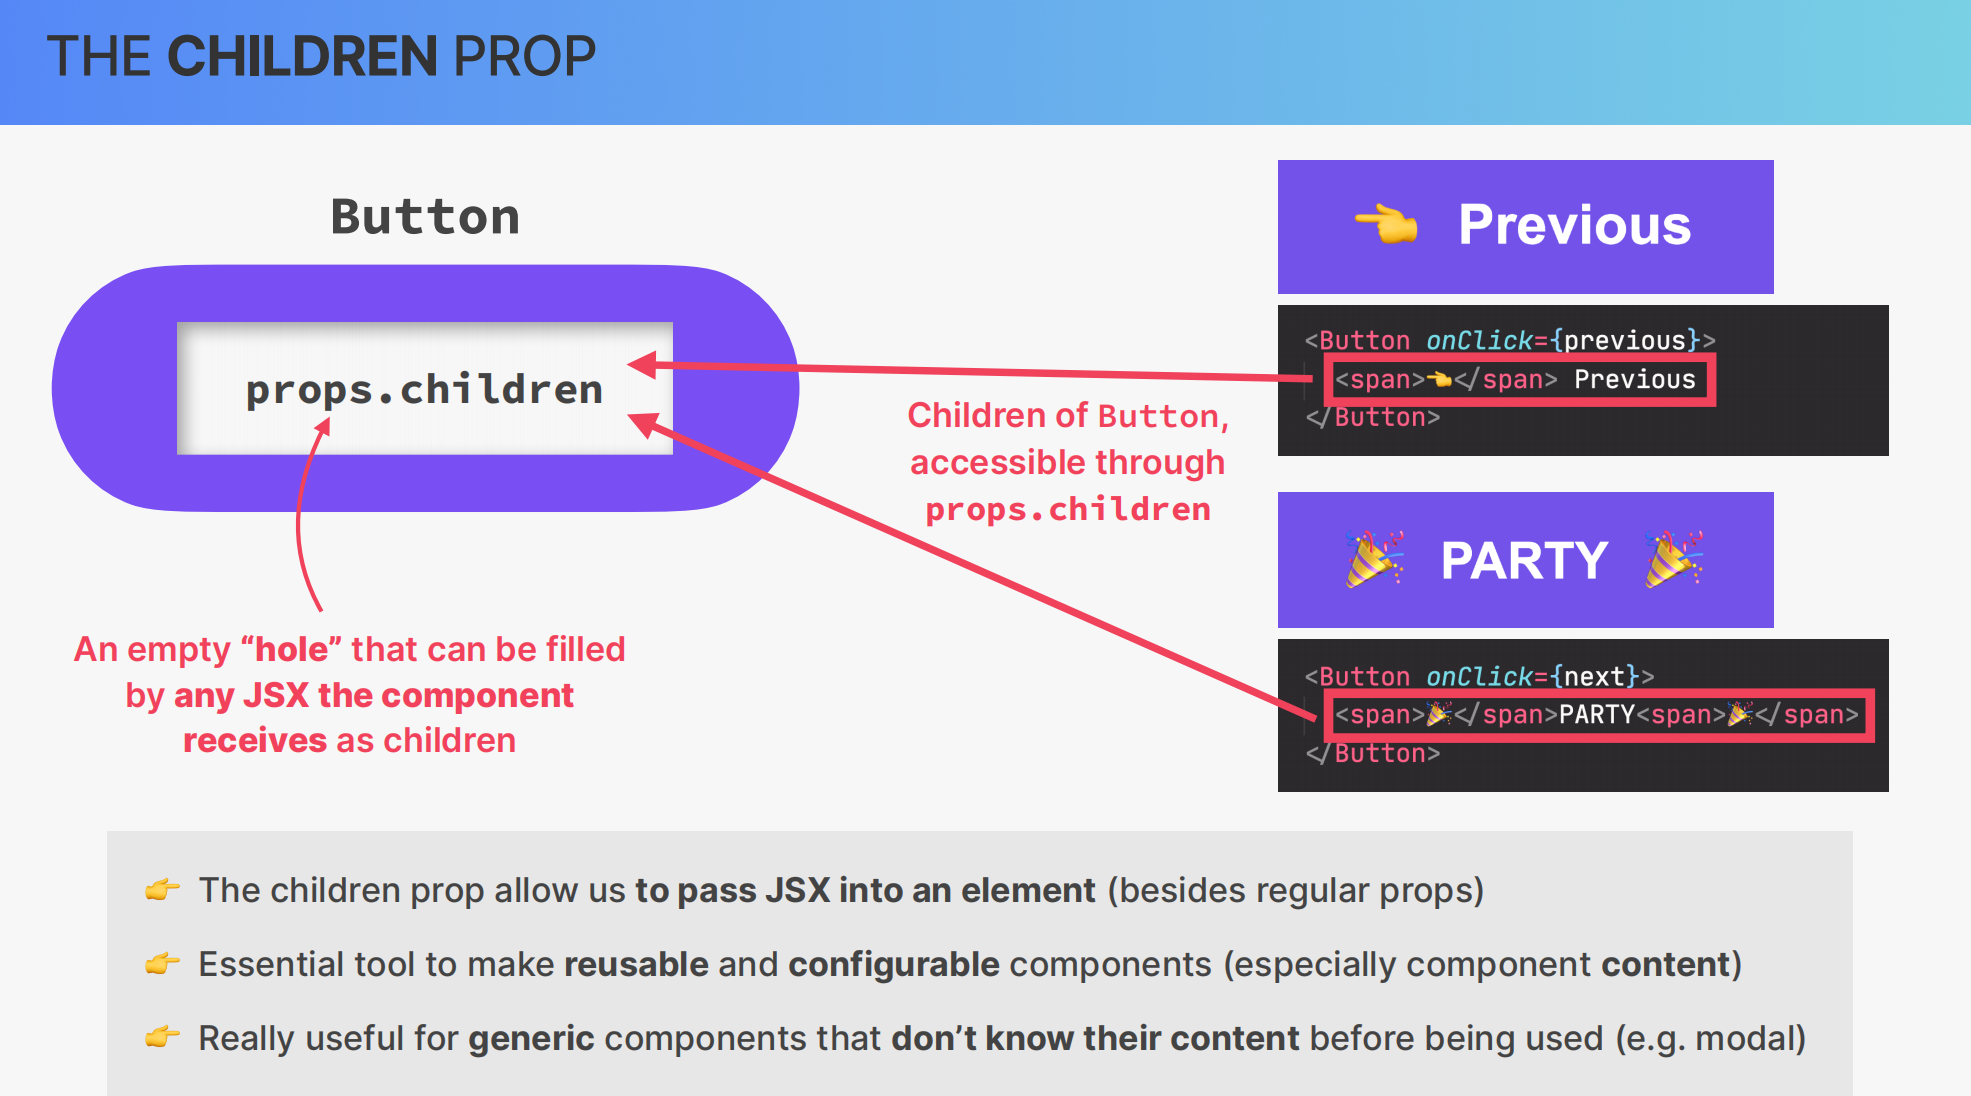 THE CHILDREN PROP
Button
props.children
An empty “hole” that can be filled
by any JSX the component
receives as children
Children of Button,
accessible through
props.children
👈 Previous
<Button onClick={previous}>
<span>👈</span> Previous
</Button>
🎉 PARTY 🎉
<Button onClick={next}>
<span>🎉</span>PARTY<span>🎉</span>
</Button>
👉 The children prop allow us to pass JSX into an element (besides regular props)
👉 Essential tool to make reusable and configurable components (especially component content)
👉 Really useful for generic components that don’t know their content before being used (e.g. modal)